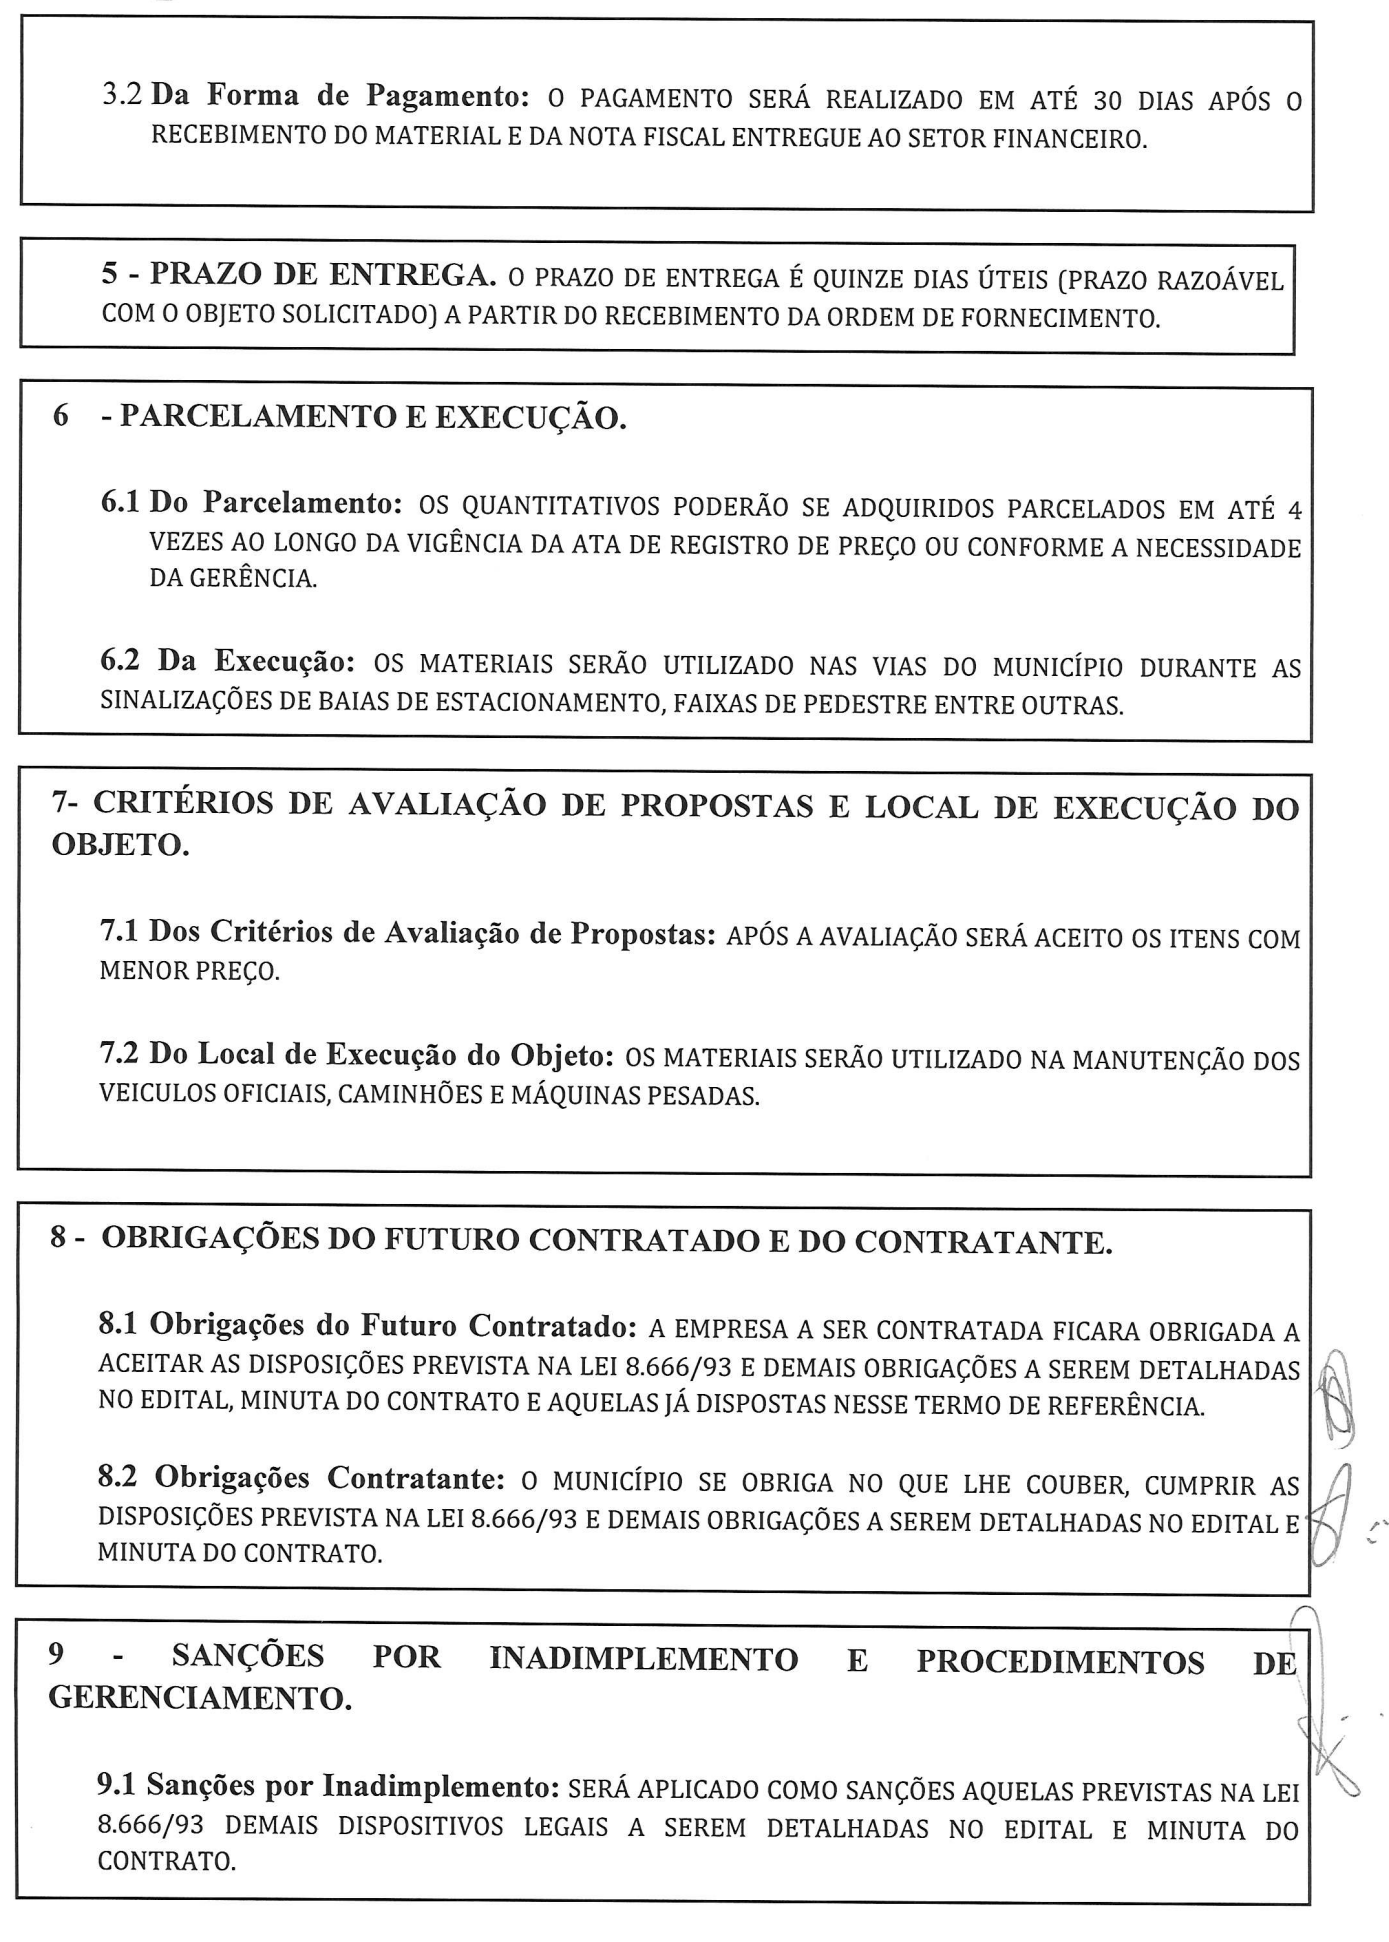 3.2 Da Forma de Pagamento: O PAGAMENTO SERÁ REALIZADO EM ATÉ 30 DIAS APÓS O
RECEBIMENTO DO MATERIAL E DA NOTA FISCAL ENTREGUE AO SETOR FINANCEIRO.
5 - PRAZO DE ENTREGA. O PRAZO DE ENTREGA É QUINZE DIAS ÚTEIS (PRAZO RAZOÁVEL
COM O OBJETO SOLICITADO) A PARTIR DO RECEBIMENTO DA ORDEM DE FORNECIMENTO.
6 - PARCELAMENTO E EXECUÇÃO.
6.1 Do Parcelamento: OS QUANTITATIVOS PODERÃO SE ADQUIRIDOS PARCELADOS EM ATÉ 4
VEZES AO LONGO DA VIGÊNCIA DA ATA DE REGISTRO DE PREÇO OU CONFORME A NECESSIDADE
DA GERÊNCIA.
6.2 Da Execução: OS MATERIAIS SERÃO UTILIZADO NAS VIAS DO MUNICÍPIO DURANTE AS
SINALIZAÇÕES DE BAIAS DE ESTACIONAMENTO, FAIXAS DE PEDESTRE ENTRE OUTRAS.
7- CRITÉRIOS DE AVALIAÇÃO DE PROPOSTAS E LOCAL DE EXECUÇÃO DO
OBJETO.
7.1 Dos Critérios de Avaliação de Propostas: APÓS A AVALIAÇÃO SERÁ ACEITO OS ITENS COM
MENOR PREÇO.
7.2 Do Local de Execução do Objeto: OS MATERIAIS SERÃO UTILIZADO NA MANUTENÇÃO DOS
VEICULOS OFICIAIS, CAMINHÕES E MÁQUINAS PESADAS.
8 - OBRIGAÇÕES DO FUTURO CONTRATADO E DO CONTRATANTE.
8.1 Obrigações do Futuro Contratado: A EMPRESA A SER CONTRATADA FICARA OBRIGADA A
ACEITAR AS DISPOSIÇÕES PREVISTA NA LEI 8.666/93 E DEMAIS OBRIGAÇÕES A SEREM DETALHADAS
NO EDITAL, MINUTA DO CONTRATO E AQUELAS JÁ DISPOSTAS NESSE TERMO DE REFERÊNCIA.
8.2 Obrigações Contratante: O MUNICÍPIO SE OBRIGA NO QUE LHE COUBER, CUMPRIR AS
DISPOSIÇÕES PREVISTA NA LEI 8.666/93 E DEMAIS OBRIGAÇÕES A SEREM DETALHADAS NO EDITAL E
MINUTA DO CONTRATO.
9 - SANÇÕES POR INADIMPLEMENTO E PROCEDIMENTOS DE
GERENCIAMENTO.
9.1 Sanções por Inadimplemento: SERÁ APLICADO COMO SANÇÕES AQUELAS PREVISTAS NA LEI
8.666/93 DEMAIS DISPOSITIVOS LEGAIS A SEREM DETALHADAS NO EDITAL E MINUTA DO
CONTRATO.